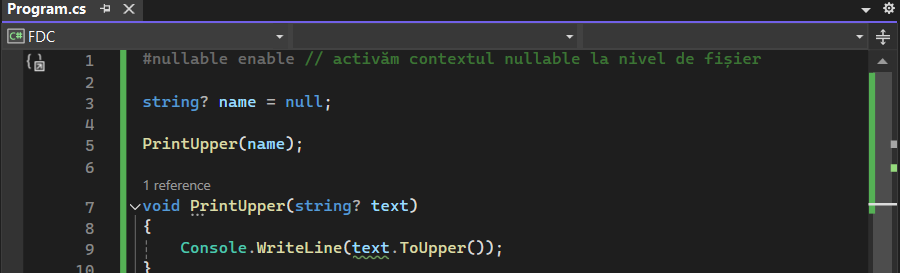 Program.cs
C# FDC
1 #nullable enable // activăm contextul nullable la nivel de fișier
2
3 string? name = null;
4
5 PrintUpper(name);
6
1 reference
7 void PrintUpper(string? text)
8 {
9 Console.WriteLine(text.ToUpper());
10 }